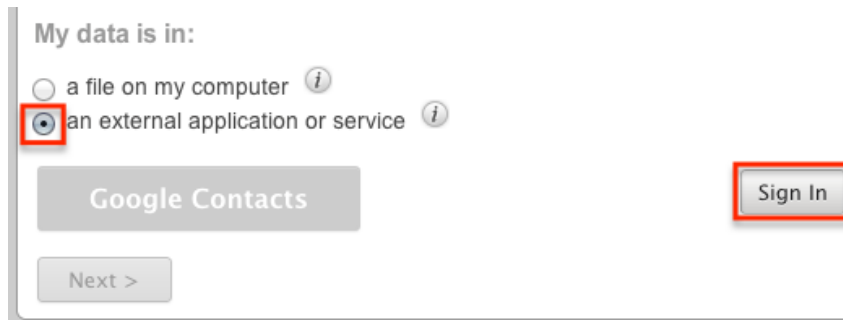 My data is in:
a file on my computer i
an external application or service i
Google Contacts
Sign In
Next >